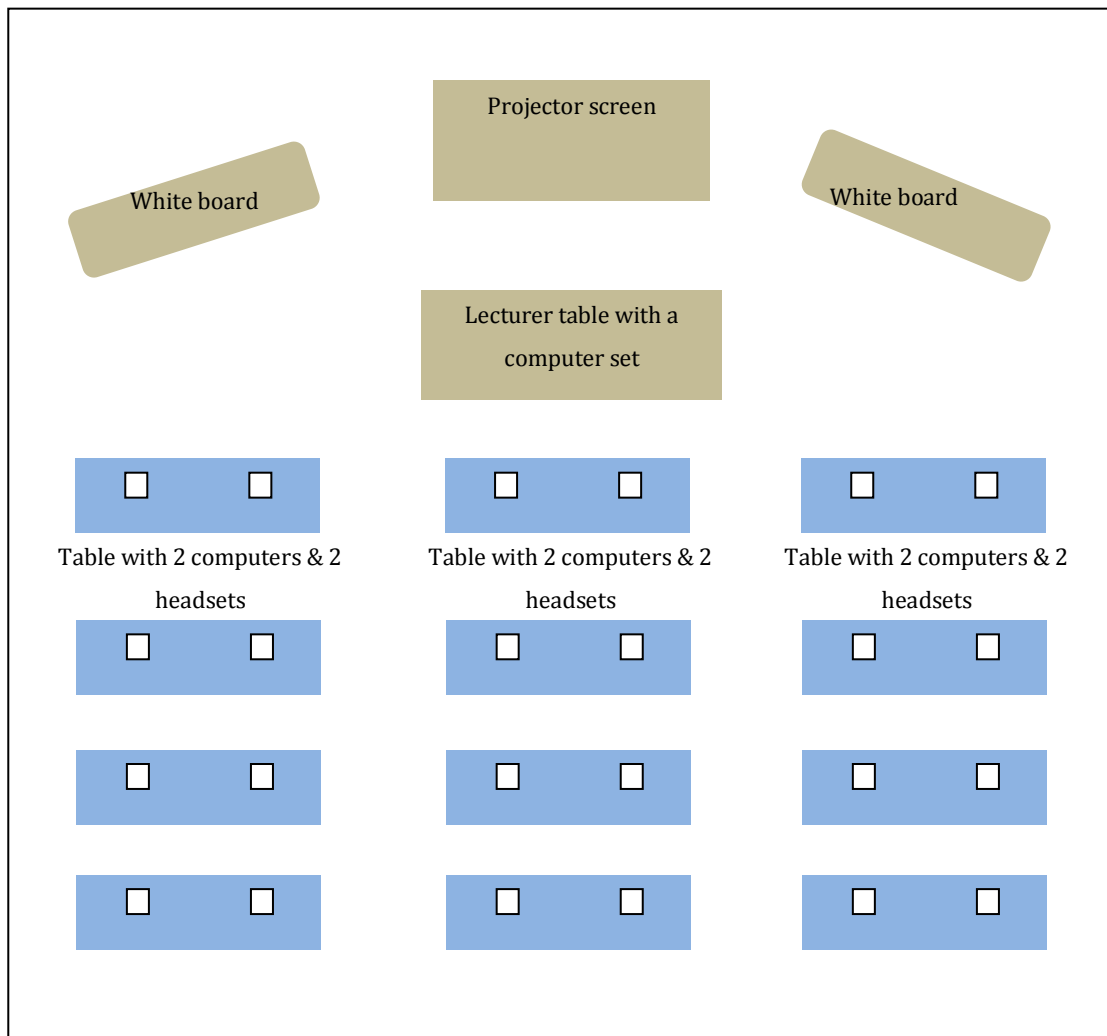 Projector screen
White board
White board
Lecturer table with a
computer set
Table with 2 computers & 2
headsets
Table with 2 computers & 2
headsets
Table with 2 computers & 2
headsets